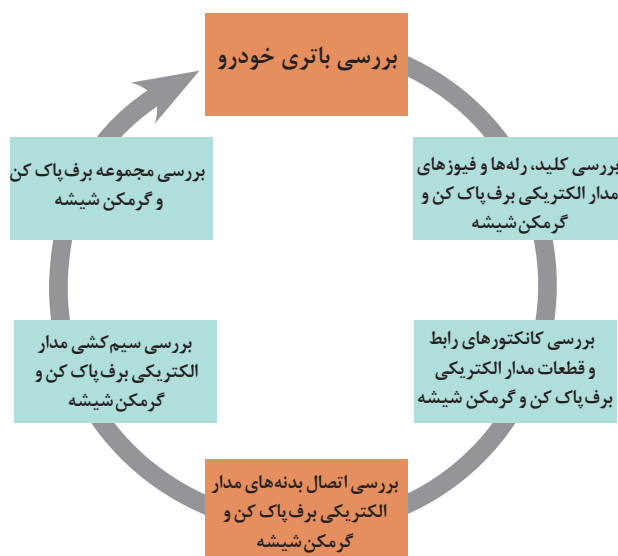 بررسی باتری خودرو
بررسی کلید، رله‌ها و فیوزهای
مدار الکتریکی برف‌پاک کن و
گرمکن شیشه
بررسی کانکتورهای رابط
و قطعات مدار الکتریکی
برف‌پاک کن و گرمکن شیشه
بررسی اتصال بدنه‌های مدار
الکتریکی برف‌پاک کن و
گرمکن شیشه
بررسی سیم‌کشی مدار
الکتریکی برف‌پاک کن و
گرمکن شیشه
بررسی مجموعه برف‌پاک کن
و گرمکن شیشه